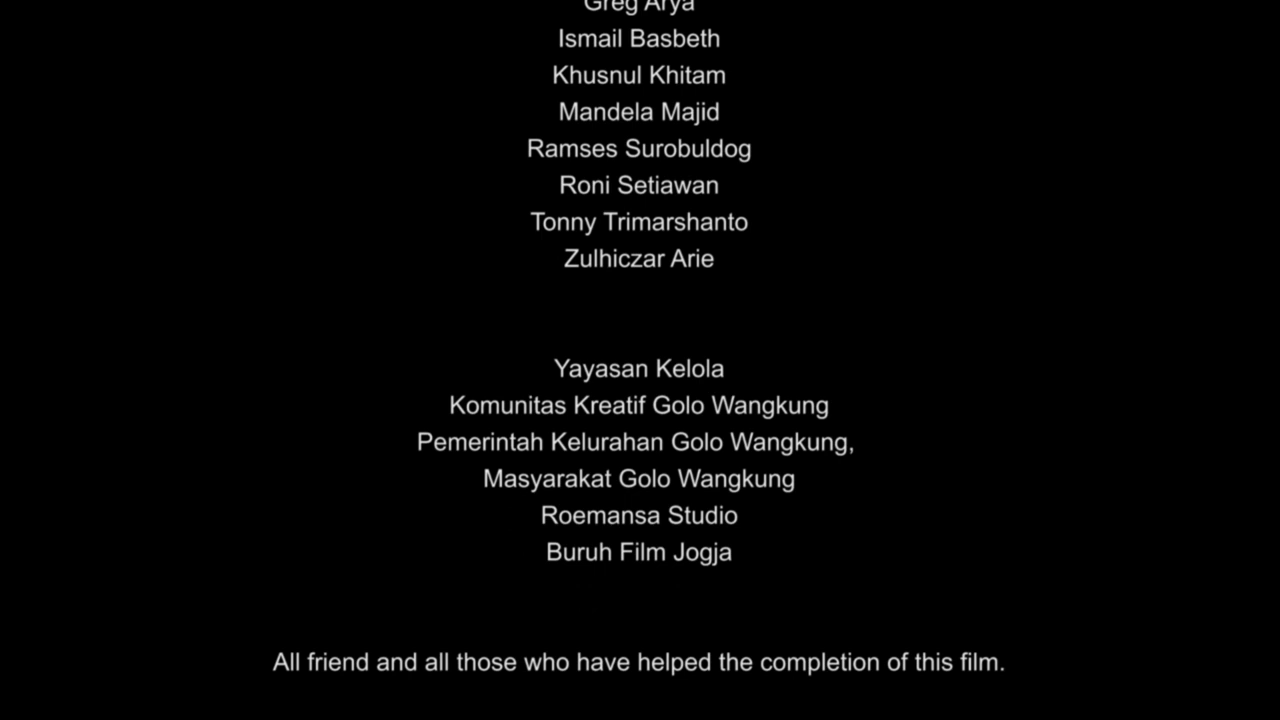 Greg Arya
Ismail Basbeth
Khusnul Khitam
Mandela Majid
Ramses Surobuldog
Roni Setiawan
Tonny Trimarshanto
Zulhiczar Arie
Yayasan Kelola
Komunitas Kreatif Golo Wangkung
Pemerintah Kelurahan Golo Wangkung,
Masyarakat Golo Wangkung
Roemansa Studio
Buruh Film Jogja
All friend and all those who have helped the completion of this film.